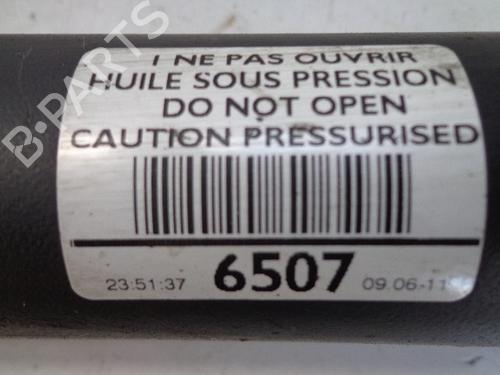 ! NE PAS OUVRIR
HUILE SOUS PRESSION
DO NOT OPEN
CAUTION PRESSURISED
23:51:37 6507 09.06-11
B-PARTS